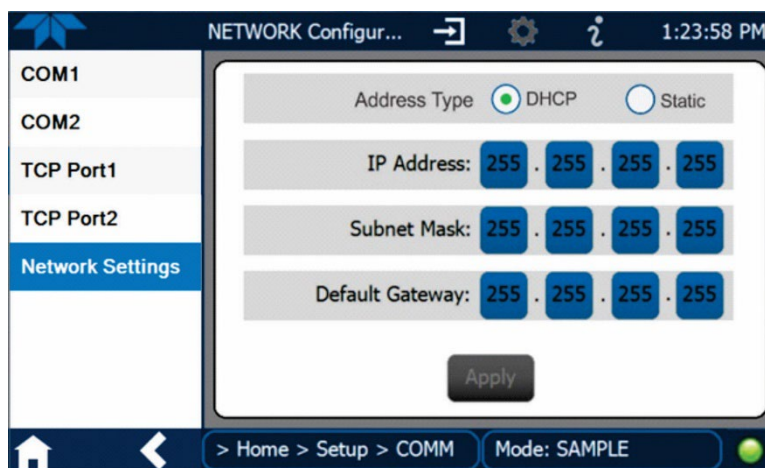 NETWORK Configur... 1:23:58 PM
COM1
COM2
TCP Port1
TCP Port2
Network Settings
Address Type DHCP Static
IP Address: 255 . 255 . 255 . 255
Subnet Mask: 255 . 255 . 255 . 255
Default Gateway: 255 . 255 . 255 . 255
Apply
> Home > Setup > COMM Mode: SAMPLE